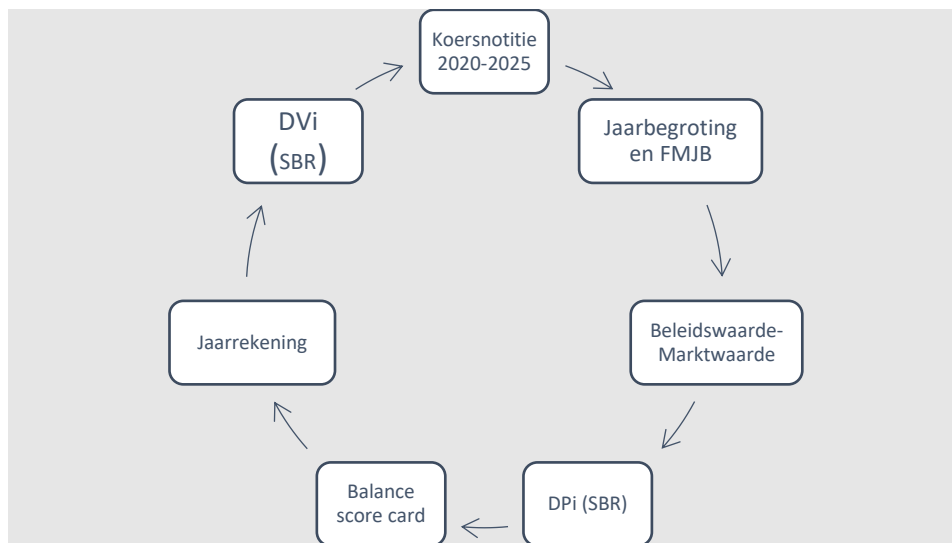 Koersnotitie
2020-2025
Jaarbegroting
en FMJB
Beleidswaarde-
Marktwaarde
DPi (SBR)
Balance
score card
Jaarrekening
DVi
(SBR)